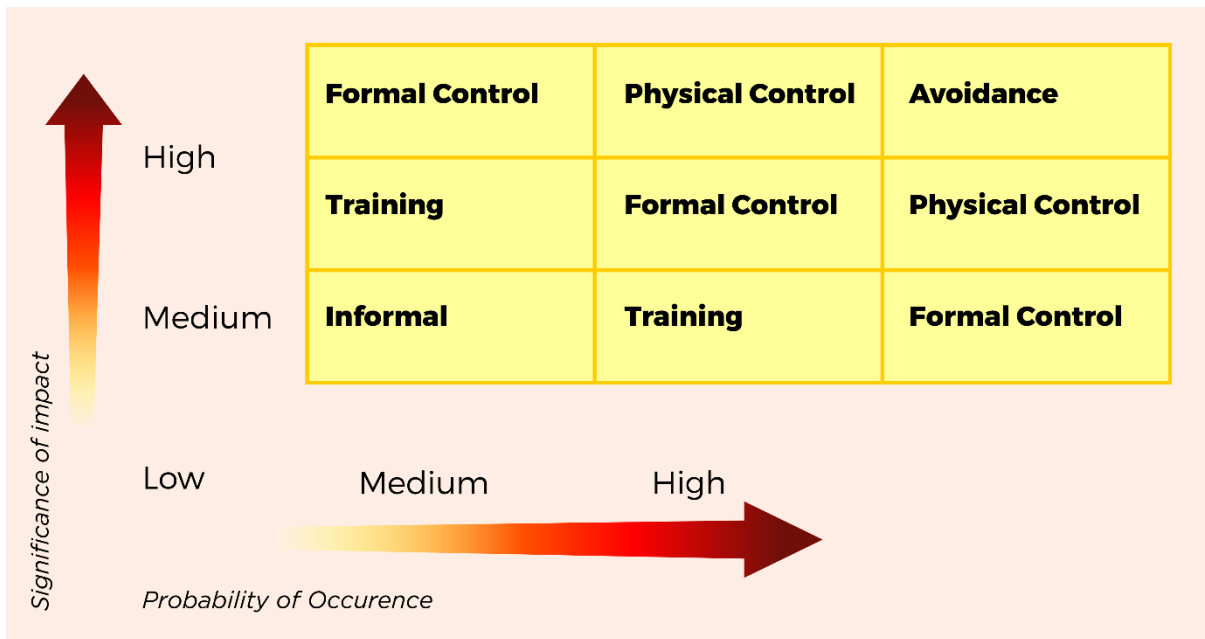 Formal Control
Physical Control
Avoidance
High
Training
Formal Control
Physical Control
Medium
Informal
Training
Formal Control
Significance of impact
Low
Medium
High
Probability of Occurence